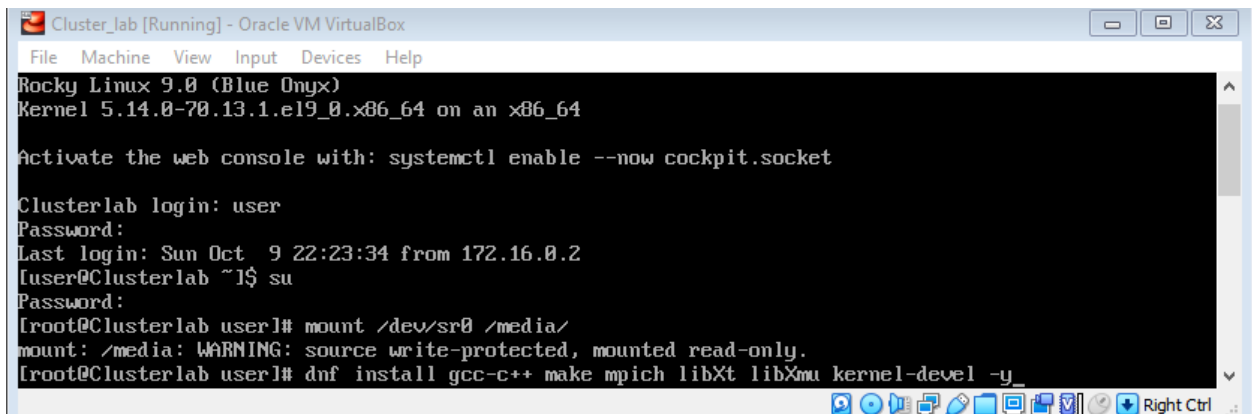 Cluster_lab [Running] - Oracle VM VirtualBox
File Machine View Input Devices Help
Rocky Linux 9.0 (Blue Onyx)
Kernel 5.14.0-70.13.1.el9_0.x86_64 on an x86_64
Activate the web console with: systemctl enable --now cockpit.socket
Clusterlab login: user
Password:
Last login: Sun Oct  9 22:23:34 from 172.16.0.2
[user@Clusterlab ~]$ su
Password:
[root@Clusterlab user]# mount /dev/sr0 /media/
mount: /media: WARNING: source write-protected, mounted read-only.
[root@Clusterlab user]# dnf install gcc-c++ make mpich libXt libXmu kernel-devel -y_
Right Ctrl